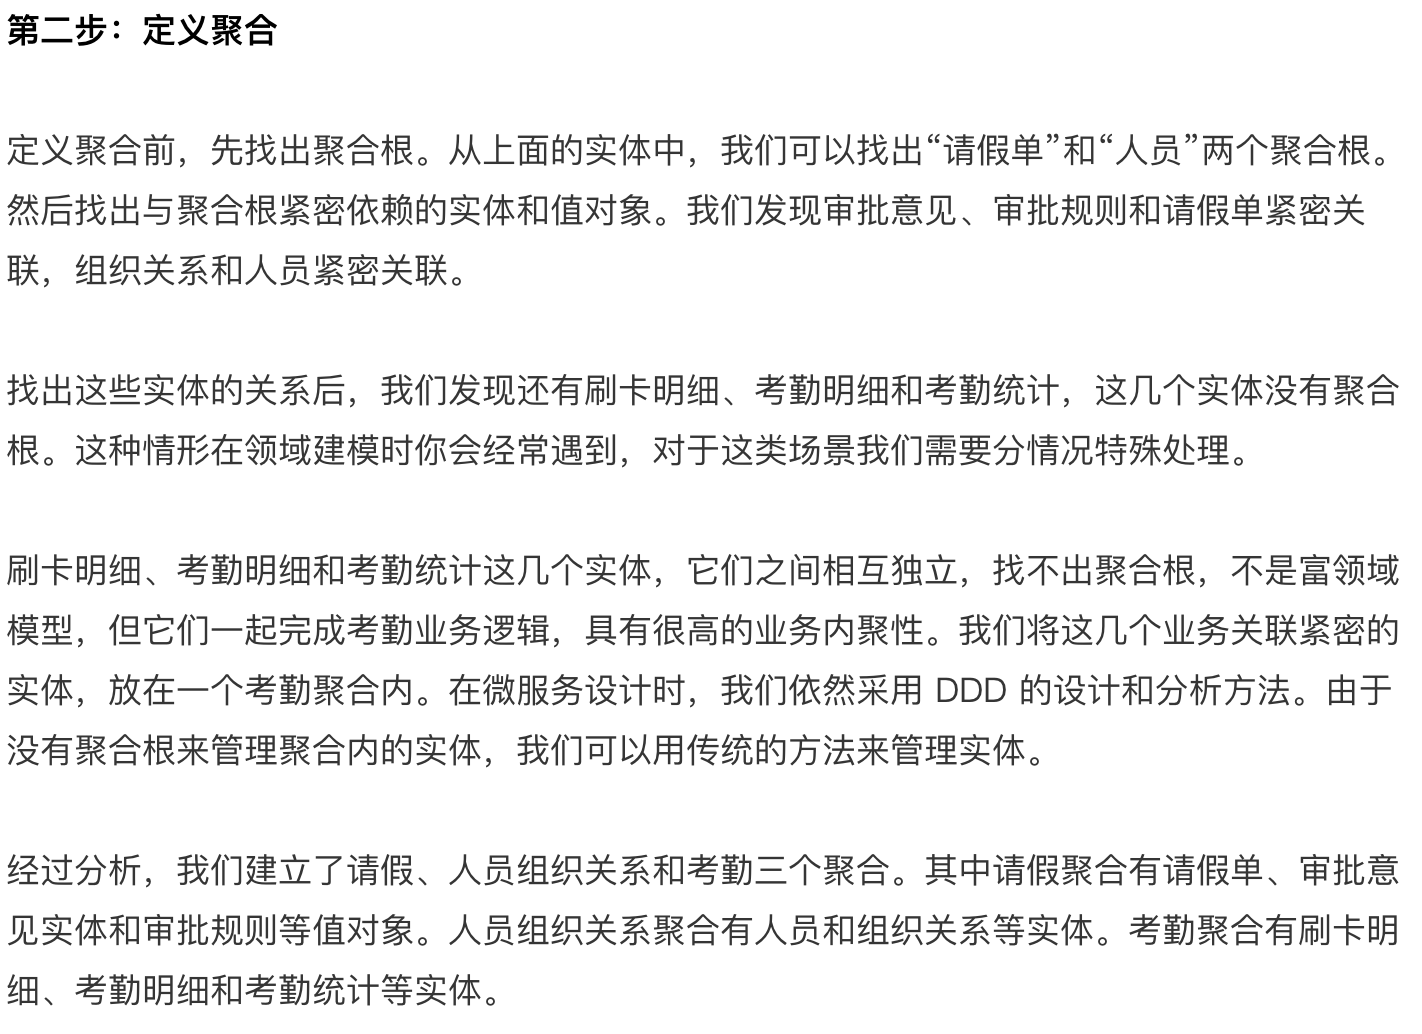 第二步：定义聚合
定义聚合前，先找出聚合根。从上面的实体中，我们可以找出“请假单”和“人员”两个聚合根。
然后找出与聚合根紧密依赖的实体和值对象。我们发现审批意见、审批规则和请假单紧密关
联，组织关系和人员紧密关联。
找出这些实体的关系后，我们发现还有刷卡明细、考勤明细和考勤统计，这几个实体没有聚合
根。这种情形在领域建模时你会经常遇到，对于这类场景我们需要分情况特殊处理。
刷卡明细、考勤明细和考勤统计这几个实体，它们之间相互独立，找不出聚合根，不是富领域
模型，但它们一起完成考勤业务逻辑，具有很高的业务内聚性。我们将这几个业务关联紧密的
实体，放在一个考勤聚合内。在微服务设计时，我们依然采用 DDD 的设计和分析方法。由于
没有聚合根来管理聚合内的实体，我们可以用传统的方法来管理实体。
经过分析，我们建立了请假、人员组织关系和考勤三个聚合。其中请假聚合有请假单、审批意
见实体和审批规则等值对象。人员组织关系聚合有人员和组织关系等实体。考勤聚合有刷卡明
细、考勤明细和考勤统计等实体。